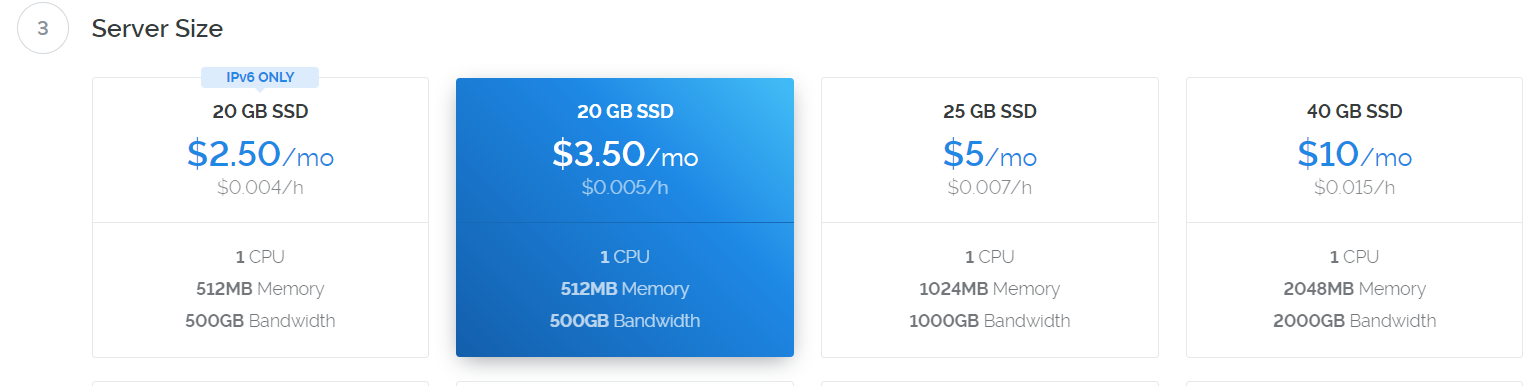 3
Server Size
IPv6 ONLY
20 GB SSD
$2.50/mo
$0.004/h
1 CPU
512MB Memory
500GB Bandwidth
20 GB SSD
$3.50/mo
$0.005/h
1 CPU
512MB Memory
500GB Bandwidth
25 GB SSD
$5/mo
$0.007/h
1 CPU
1024MB Memory
1000GB Bandwidth
40 GB SSD
$10/mo
$0.015/h
1 CPU
2048MB Memory
2000GB Bandwidth